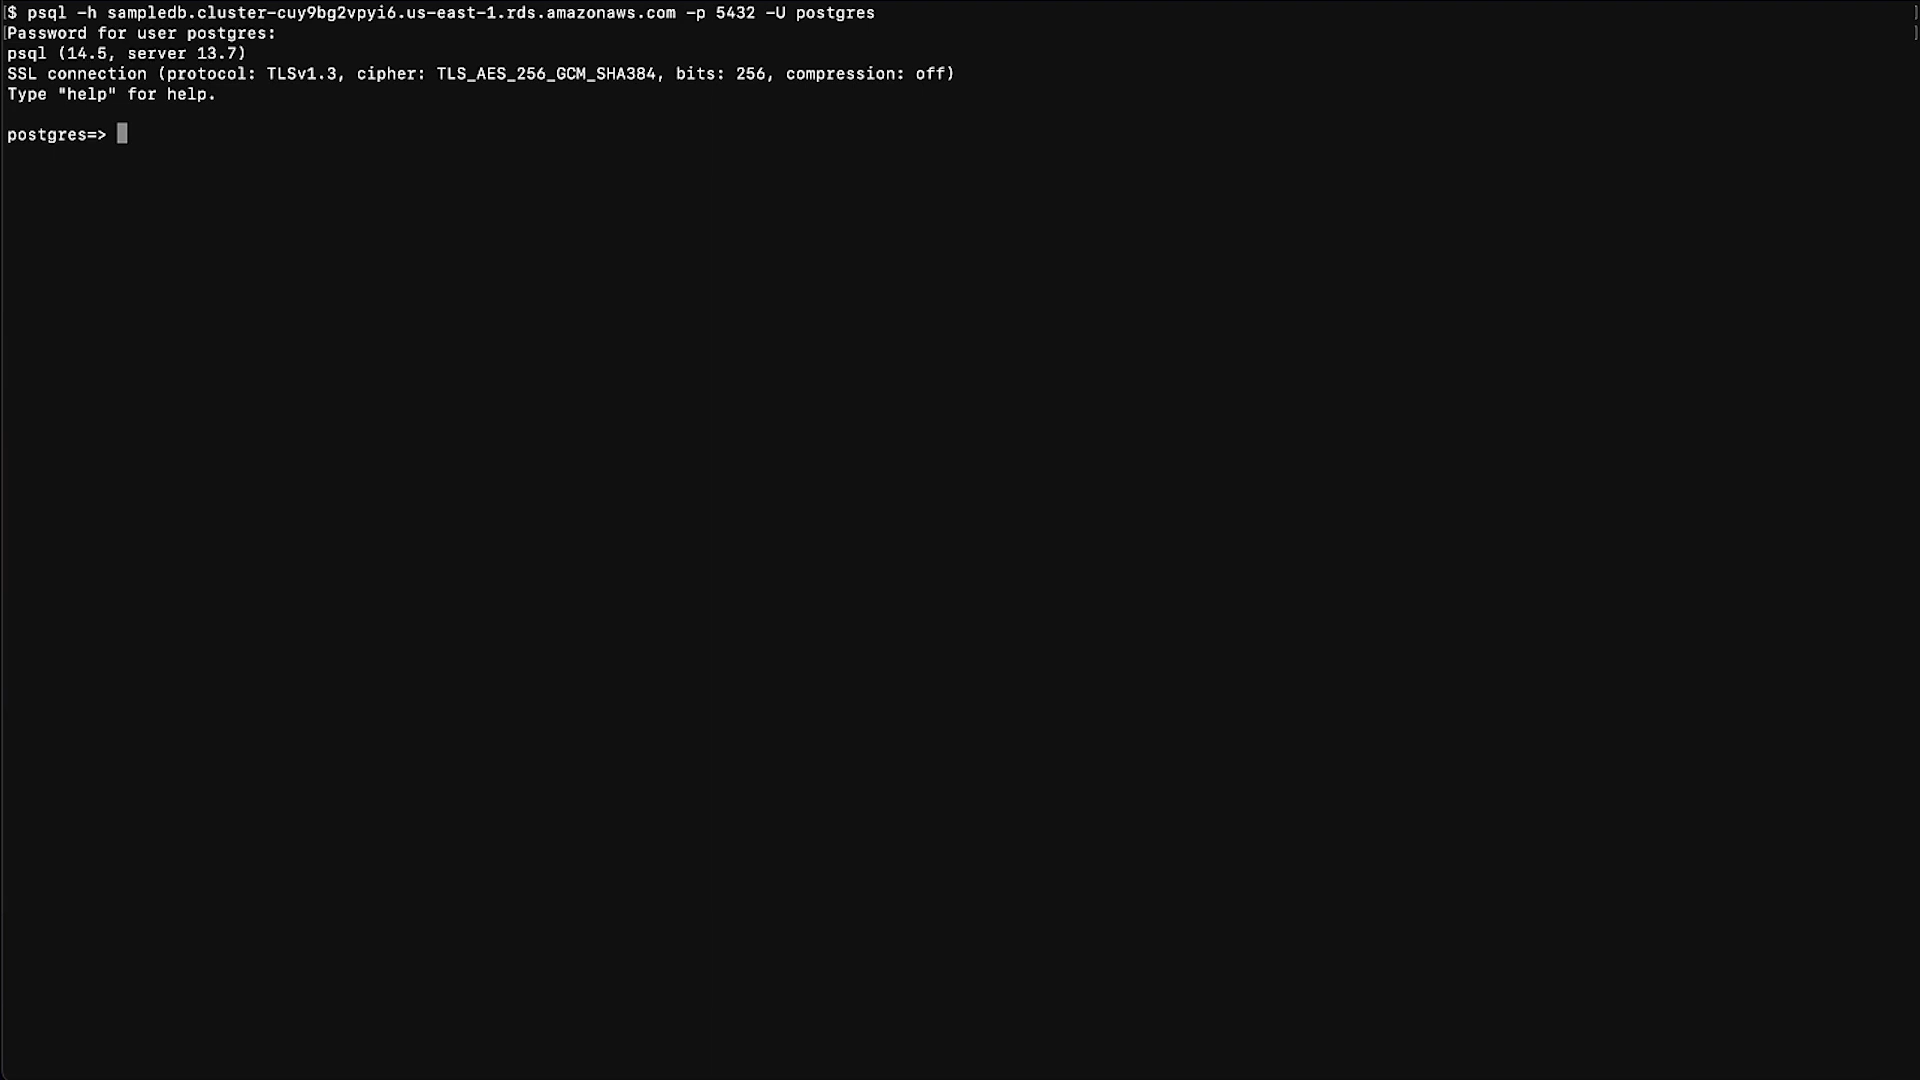 $ psql -h sampledb.cluster-cuy9bg2vpyi6.us-east-1.rds.amazonaws.com -p 5432 -U postgres
Password for user postgres:
psql (14.5, server 13.7)
SSL connection (protocol: TLSv1.3, cipher: TLS_AES_256_GCM_SHA384, bits: 256, compression: off)
Type "help" for help.
postgres=>